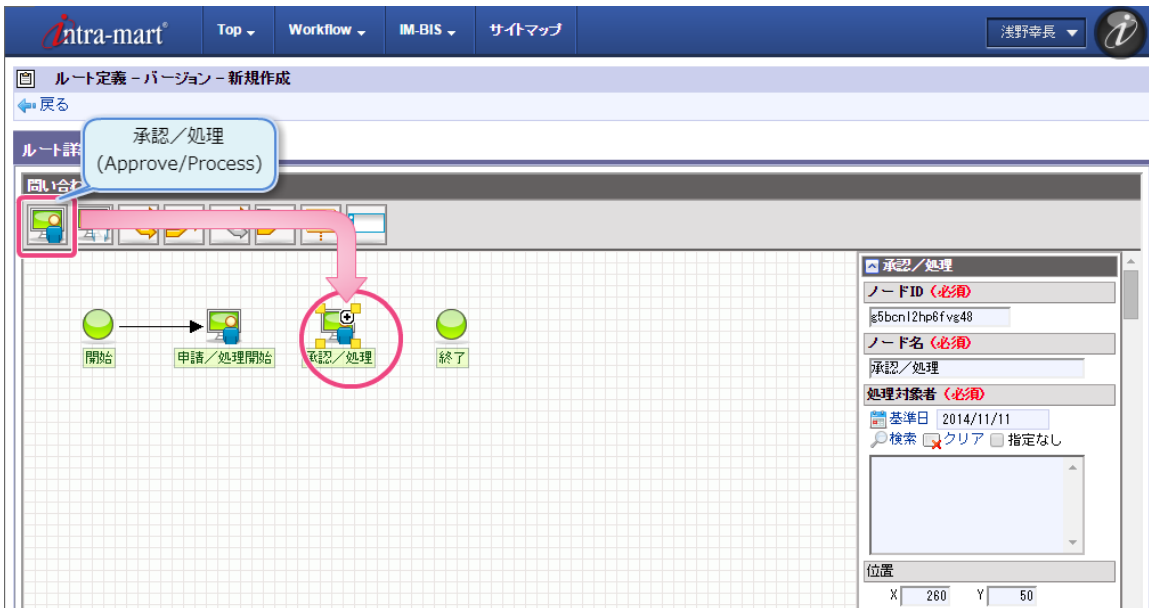 intra-mart® Top Workflow IM-BIS サイトマップ 浅野幸長
ルート定義 - バージョン - 新規作成
戻る
承認／処理
(Approve/Process)
ルート詳
問い合わ
承認／処理
ノードID（必須）
g5bcnl2hp6fvg48
ノード名（必須）
承認／処理
処理対象者（必須）
基準日 2014/11/11
検索 クリア 指定なし
開始 申請／処理開始 承認／処理 終了
位置
X 260 Y 50